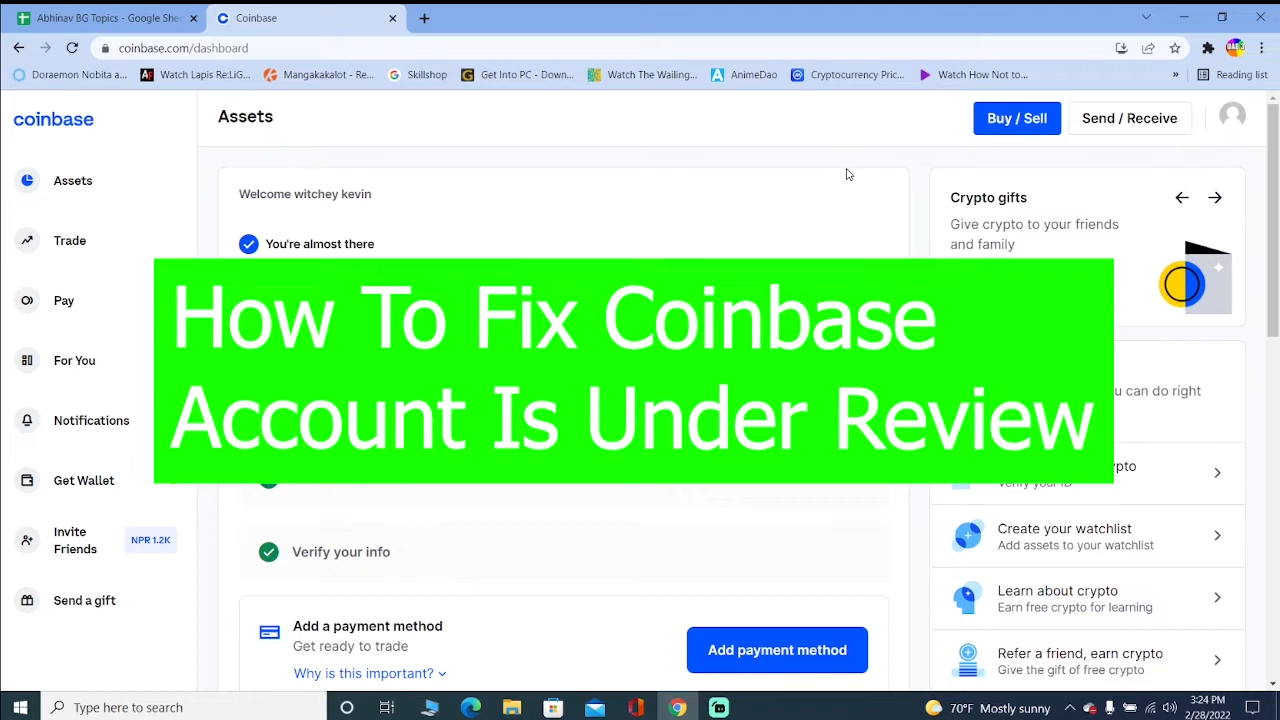 Abhinav BG Topics - Google Shee
Coinbase
coinbase.com/dashboard
Doraemon Nobita a...
Watch Lapis Re:LiG...
Mangakakalot - Re...
Skillshop
Get Into PC - Down...
Watch The Wailing...
AnimeDao
Cryptocurrency Pric...
Watch How Not to...
»
Reading list
coinbase
Assets
Buy / Sell
Send / Receive
Assets
Trade
Pay
For You
Notifications
Get Wallet
Invite
Friends
NPR 1.2K
Send a gift
Welcome witchey kevin
You're almost there
How To Fix Coinbase
Account Is Under Review
Verify your info
Add a payment method
Get ready to trade
Why is this important?
Add payment method
Crypto gifts
Give crypto to your friends
and family
u can do right
Create your watchlist
Add assets to your watchlist
Learn about crypto
Earn free crypto for learning
Refer a friend, earn crypto
Give the gift of free crypto
Type here to search
70°F Mostly sunny
3:24 PM
2/28/2022